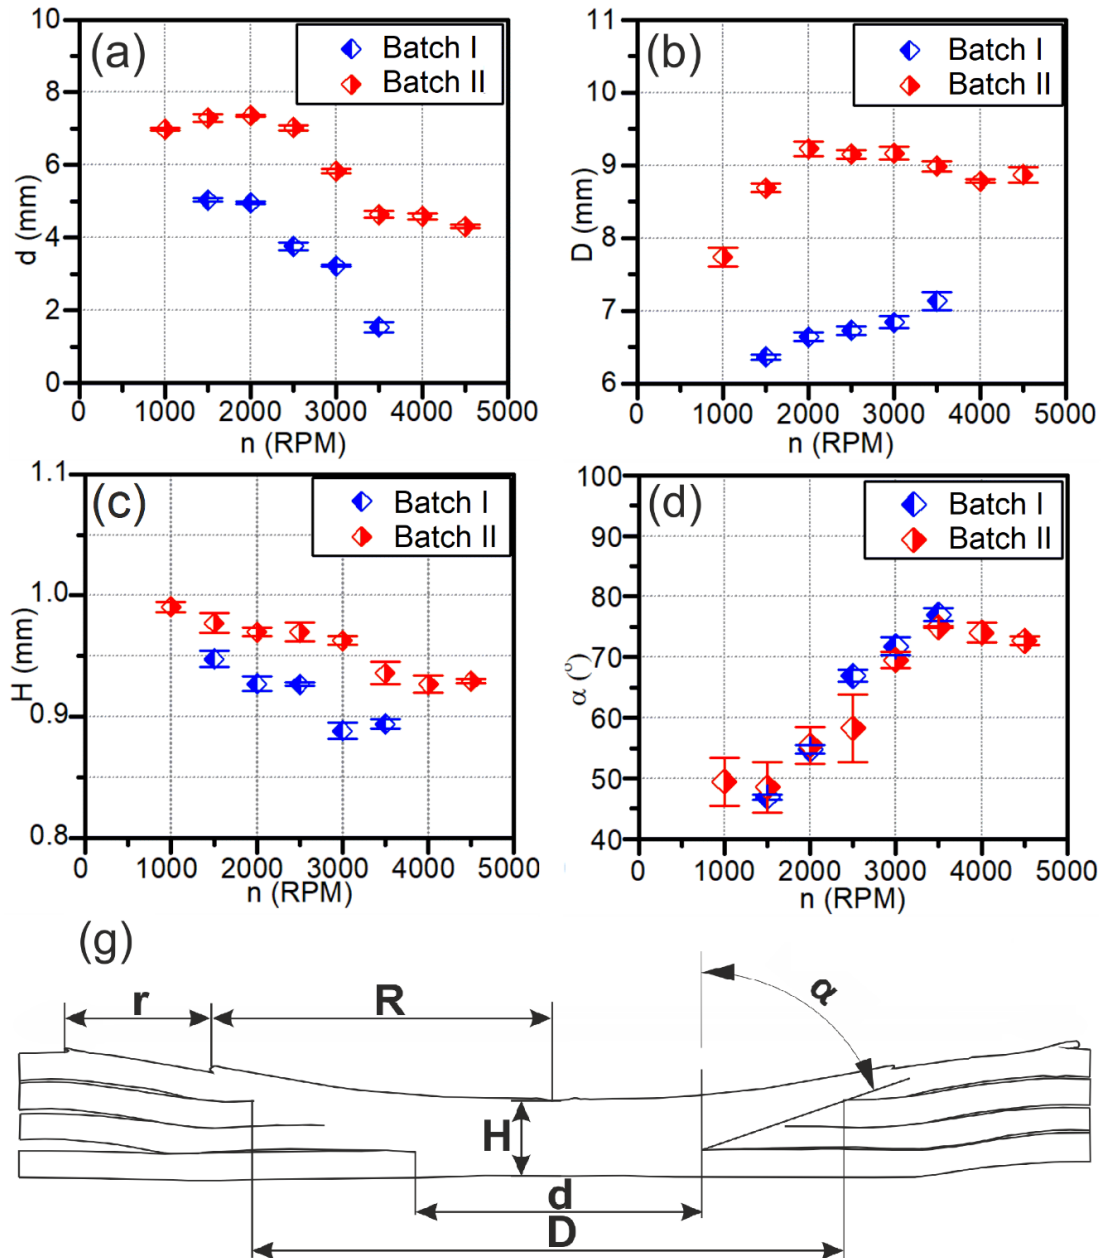 (a)
Batch I
Batch II
10
8
6
4
2
0
d (mm)
0 1000 2000 3000 4000 5000
n (RPM)
(b)
Batch I
Batch II
11
10
9
8
7
6
D (mm)
0 1000 2000 3000 4000 5000
n (RPM)
(c)
Batch I
Batch II
1.1
1.0
0.9
0.8
H (mm)
0 1000 2000 3000 4000 5000
n (RPM)
(d)
Batch I
Batch II
100
90
80
70
60
50
40
α (°)
0 1000 2000 3000 4000 5000
n (RPM)
(g)
r
R
α
H
d
D